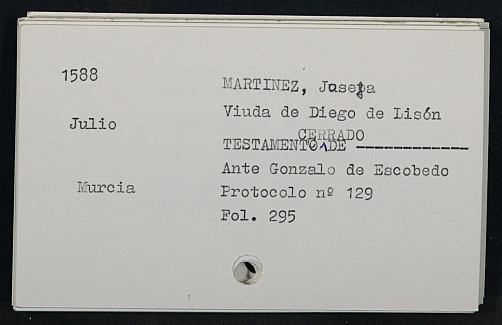 1588
MARTINEZ, Jusepa
Viuda de Diego de Lisón
Julio
CERRADO
TESTAMENTO DE ------------
Ante Gonzalo de Escobedo
Murcia
Protocolo nº 129
Fol. 295